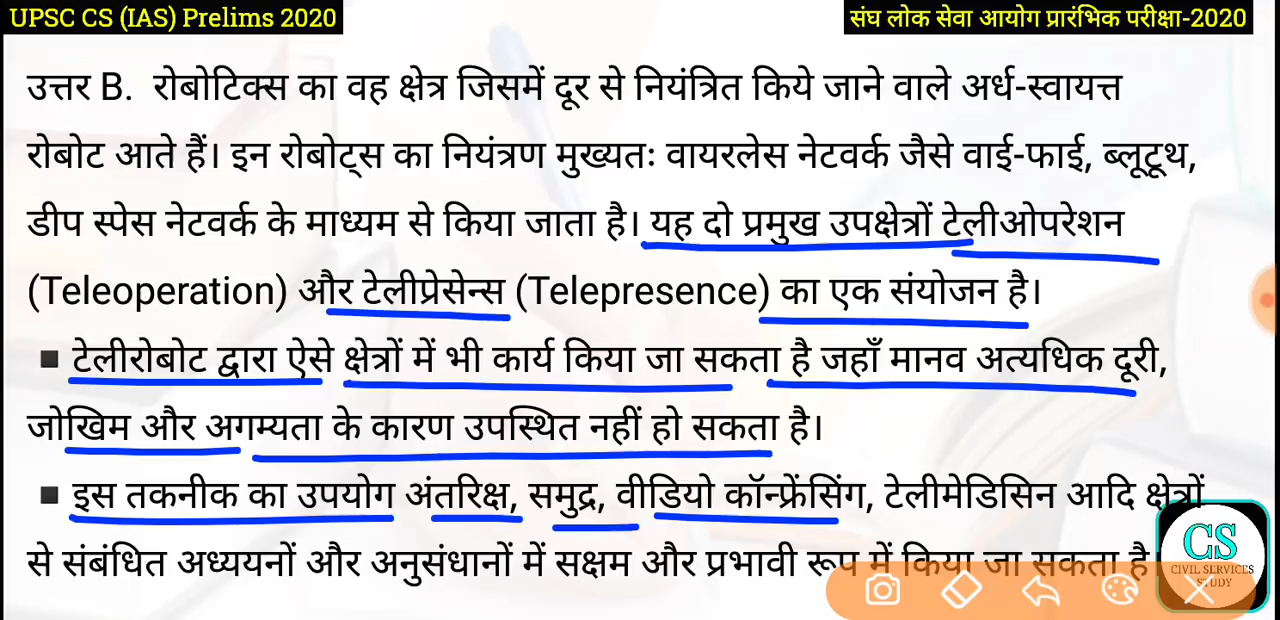 UPSC CS (IAS) Prelims 2020
संघ लोक सेवा आयोग प्रारंभिक परीक्षा-2020
उत्तर B. रोबोटिक्स का वह क्षेत्र जिसमें दूर से नियंत्रित किये जाने वाले अर्ध-स्वायत्त
रोबोट आते हैं। इन रोबोट्स का नियंत्रण मुख्यतः वायरलेस नेटवर्क जैसे वाई-फाई, ब्लूटूथ,
डीप स्पेस नेटवर्क के माध्यम से किया जाता है। यह दो प्रमुख उपक्षेत्रों टेलीओपरेशन
(Teleoperation) और टेलीप्रेसेन्स (Telepresence) का एक संयोजन है।
▪ टेलीरोबोट द्वारा ऐसे क्षेत्रों में भी कार्य किया जा सकता है जहाँ मानव अत्यधिक दूरी,
जोखिम और अगम्यता के कारण उपस्थित नहीं हो सकता है।
▪ इस तकनीक का उपयोग अंतरिक्ष, समुद्र, वीडियो कॉन्फ्रेंसिंग, टेलीमेडिसिन आदि क्षेत्रों
से संबंधित अध्ययनों और अनुसंधानों में सक्षम और प्रभावी रूप में किया जा सकता है
CS
CIVIL SERVICES
STUDY